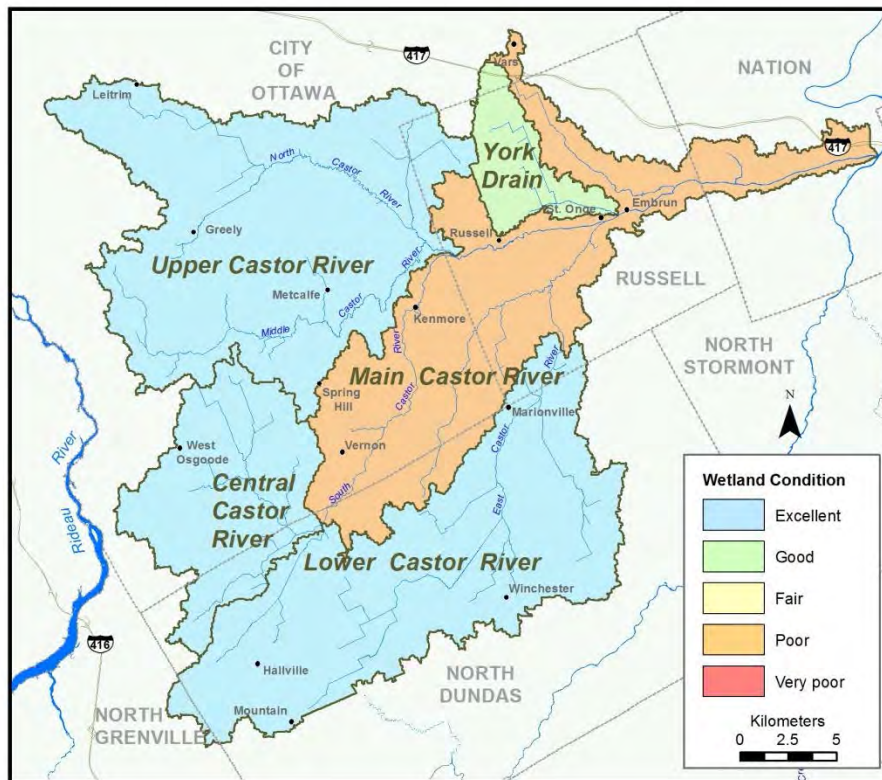 CITY
OF
OTTAWA
417
Vars
NATION
Leitrim
417
York
Drain
North
Castor
River
St. Onge
Embrun
Greely
Russell
Upper Castor River
River
RUSSELL
Metcalfe
Castor
Kenmore
Middle
River
River
NORTH
STORMONT
Main Castor River
Spring
Hill
Castor
N
Marionville
West
Osgoode
Vernon
Castor
River
Rideau
Central
Castor
River
South
East
Lower Castor River
Winchester
416
Hallville
NORTH
DUNDAS
Mountain
NORTH
GRENVILLE
Wetland Condition
Excellent
Good
Fair
Poor
Very poor
Kilometers
0 2.5 5